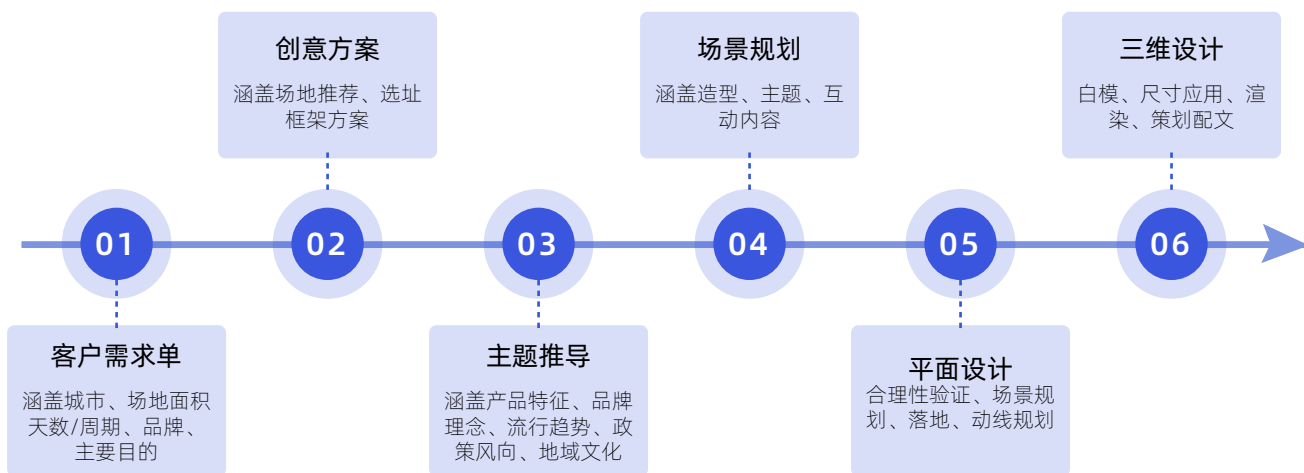 创意方案
涵盖场地推荐、选址
框架方案
场景规划
涵盖造型、主题、互
动内容
三维设计
白模、尺寸应用、渲
染、策划配文
01
02
03
04
05
06
客户需求单
涵盖城市、场地面积
天数/周期、品牌、
主要目的
主题推导
涵盖产品特征、品牌
理念、流行趋势、政
策风向、地域文化
平面设计
合理性验证、场景规
划、落地、动线规划